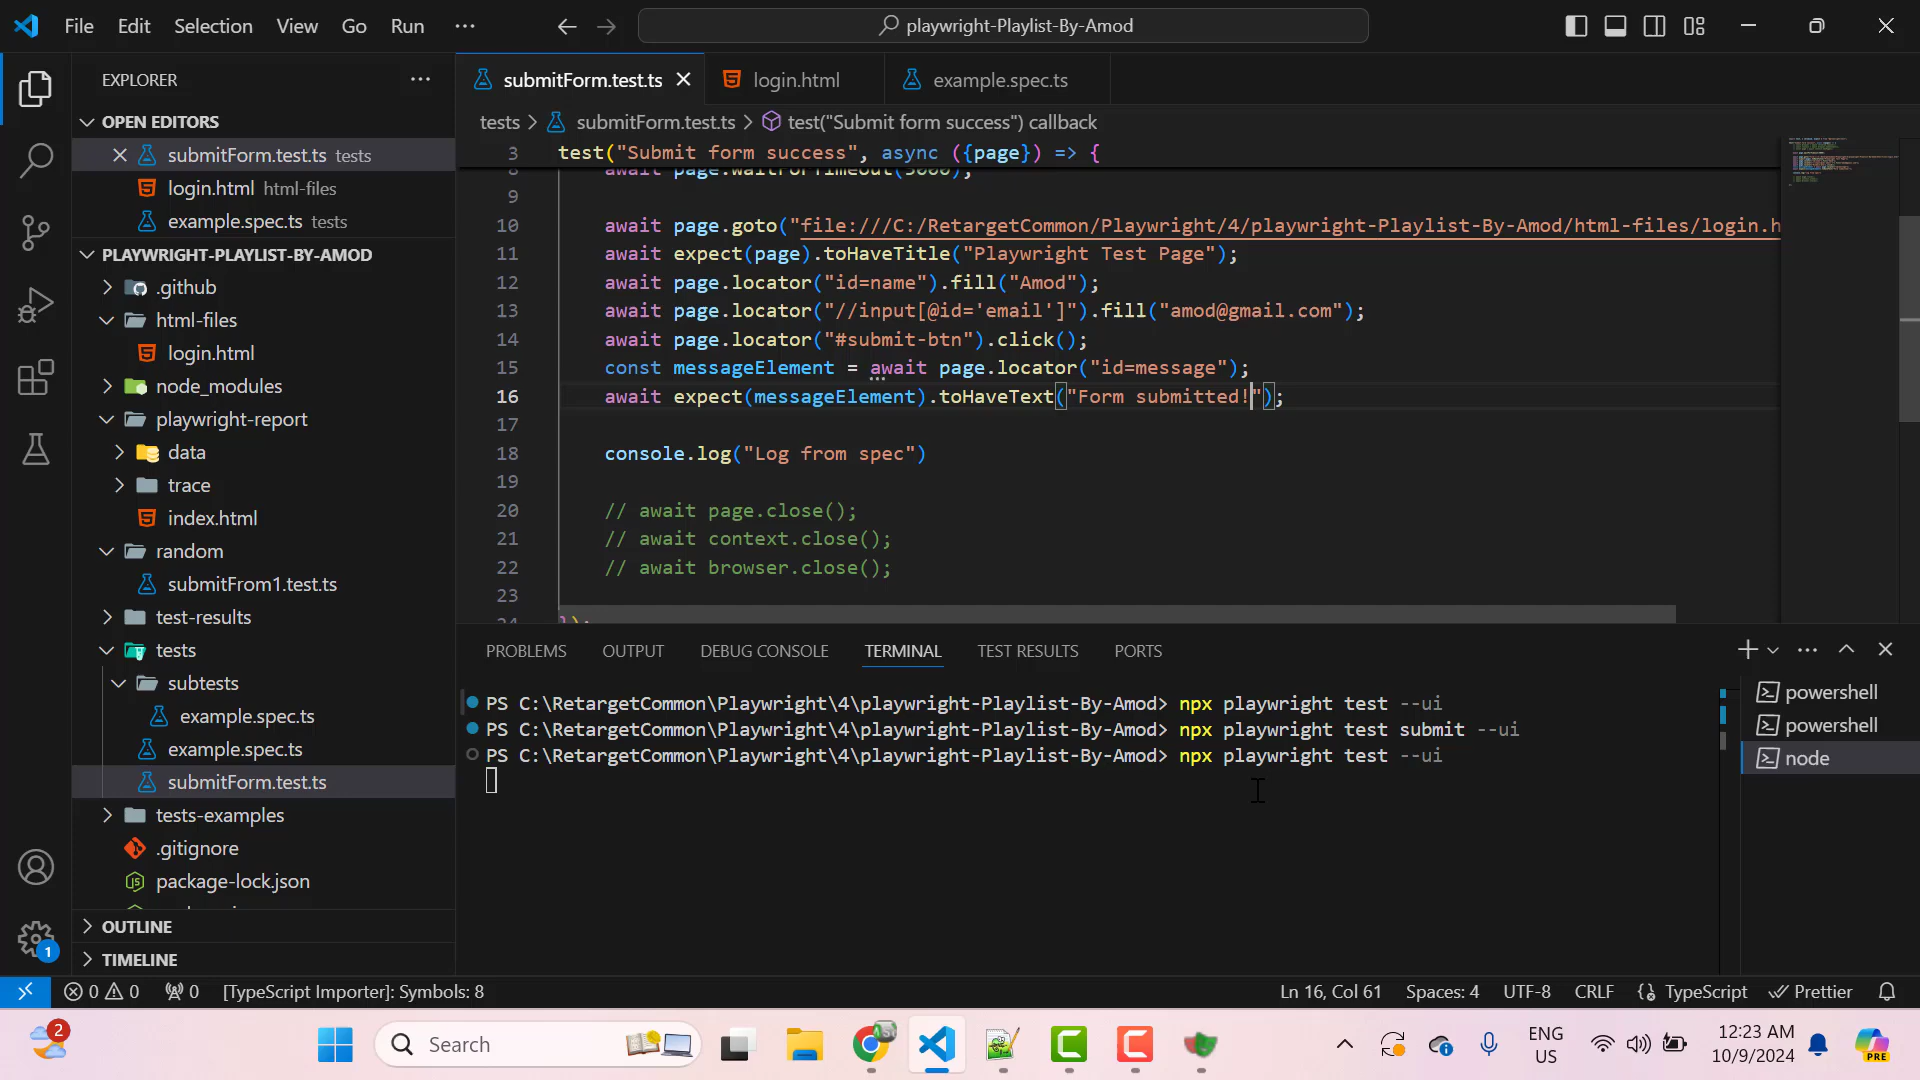 File Edit Selection View Go Run ··· playwright-Playlist-By-Amod
EXPLORER
OPEN EDITORS
submitForm.test.ts tests
login.html html-files
example.spec.ts tests
PLAYWRIGHT-PLAYLIST-BY-AMOD
.github
html-files
login.html
node_modules
playwright-report
data
trace
index.html
random
submitFrom1.test.ts
test-results
tests
subtests
example.spec.ts
example.spec.ts
submitForm.test.ts
tests-examples
.gitignore
package-lock.json
OUTLINE
TIMELINE
submitForm.test.ts login.html example.spec.ts
tests > submitForm.test.ts > test("Submit form success") callback
3 test("Submit form success", async ({page}) => {
await page.waitForTimeout(3000);
9
10 await page.goto("file:///C:/RetargetCommon/Playwright/4/playwright-Playlist-By-Amod/html-files/login.h
11 await expect(page).toHaveTitle("Playwright Test Page");
12 await page.locator("id=name").fill("Amod");
13 await page.locator("//input[@id='email']").fill("amod@gmail.com");
14 await page.locator("#submit-btn").click();
15 const messageElement = await page.locator("id=message");
16 await expect(messageElement).toHaveText("Form submitted!");
17
18 console.log("Log from spec")
19
20 // await page.close();
21 // await context.close();
22 // await browser.close();
23
24 });
PROBLEMS OUTPUT DEBUG CONSOLE TERMINAL TEST RESULTS PORTS
PS C:\RetargetCommon\Playwright\4\playwright-Playlist-By-Amod> npx playwright test --ui
PS C:\RetargetCommon\Playwright\4\playwright-Playlist-By-Amod> npx playwright test submit --ui
PS C:\RetargetCommon\Playwright\4\playwright-Playlist-By-Amod> npx playwright test --ui
powershell
powershell
node
1
0 0 0 [TypeScript Importer]: Symbols: 8 Ln 16, Col 61 Spaces: 4 UTF-8 CRLF TypeScript Prettier
2 Search ENG US 12:23 AM 10/9/2024 PRE